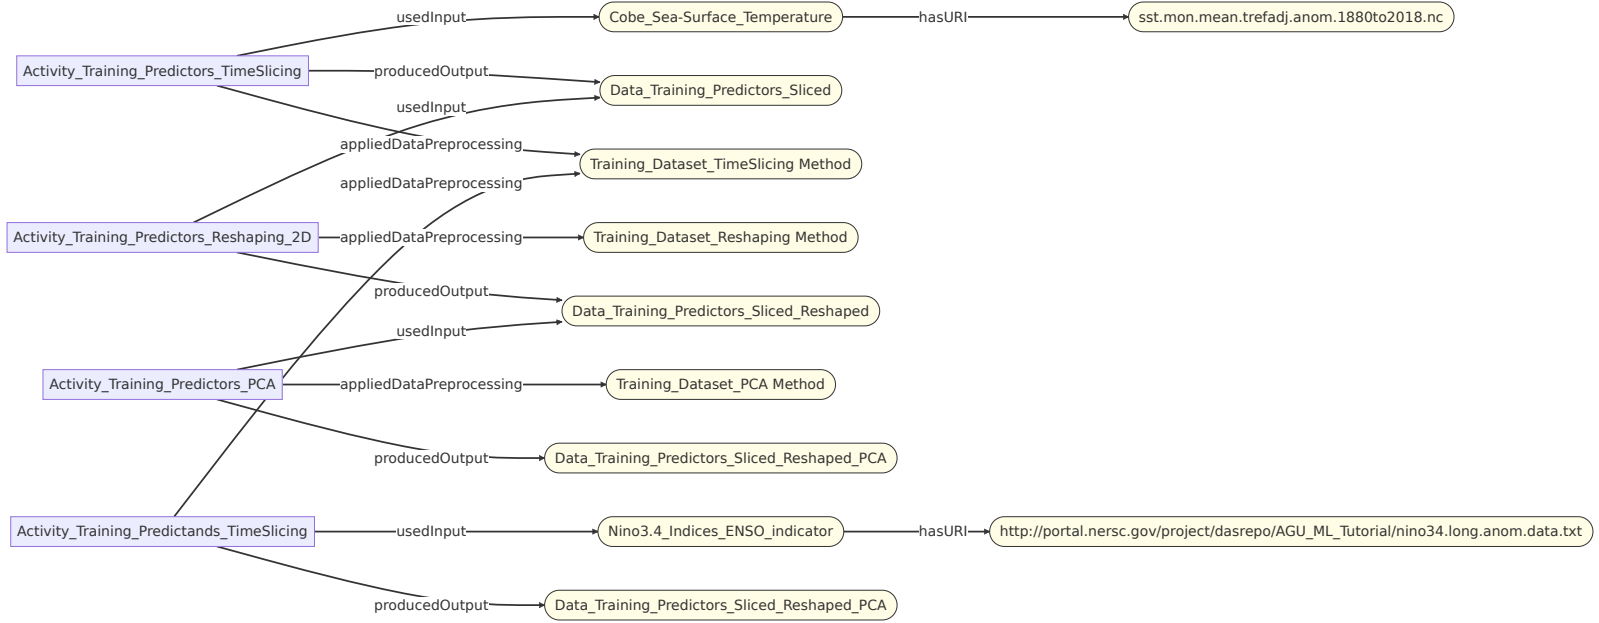 usedInput
Cobe_Sea-Surface_Temperature
hasURI
sst.mon.mean.trefadj.anom.1880to2018.nc
Activity_Training_Predictors_TimeSlicing
producedOutput
Data_Training_Predictors_Sliced
usedInput
appliedDataPreprocessing
Training_Dataset_TimeSlicing Method
appliedDataPreprocessing
Activity_Training_Predictors_Reshaping_2D
appliedDataPreprocessing
Training_Dataset_Reshaping Method
producedOutput
Data_Training_Predictors_Sliced_Reshaped
usedInput
Activity_Training_Predictors_PCA
appliedDataPreprocessing
Training_Dataset_PCA Method
producedOutput
Data_Training_Predictors_Sliced_Reshaped_PCA
Activity_Training_Predictands_TimeSlicing
usedInput
Nino3.4_Indices_ENSO_indicator
hasURI
http://portal.nersc.gov/project/dasrepo/AGU_ML_Tutorial/nino34.long.anom.data.txt
producedOutput
Data_Training_Predictors_Sliced_Reshaped_PCA